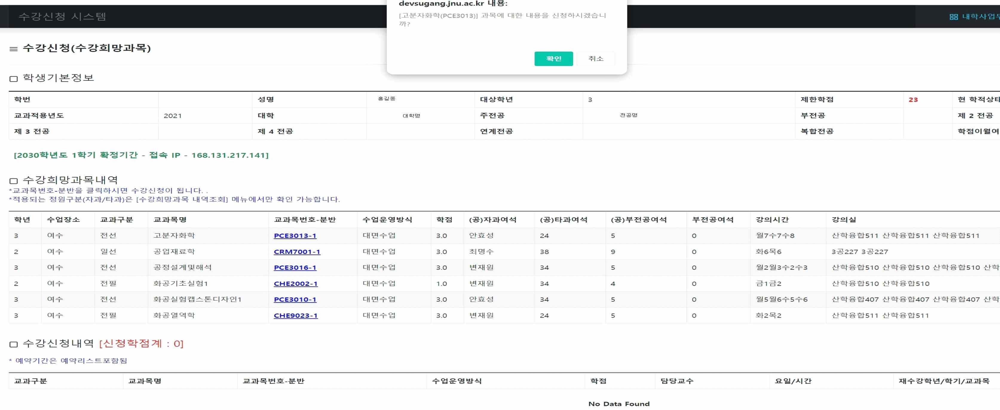 devsugang.jnu.ac.kr 내용:
[고분자화학(PCE3013)] 과목에 대한 내용을 신청하시겠습니
까?
확인 취소
수강신청 시스템
수강신청(수강희망과목)
학생기본정보
학번 성명 홍길돋 대상학년 3 제한학점 23 현 학적상태
교과적용년도 2021 대학 대학명 주전공 전공명 부전공 제 2 전공
제 3 전공 제 4 전공 연계전공 복합전공 학점이월여
[2030학년도 1학기 확정기간 - 접속 IP - 168.131.217.141]
수강희망과목내역
*교과목번호-분반을 클릭하시면 수강신청이 됩니다. .
*적용되는 정원구분(자과/타과)은 [수강희망과목 내역조회] 메뉴에서만 확인 가능합니다.
학년 수업장소 교과구분 교과목명 교과목번호-분반 수업운영방식 학점 (공)자과여석 (공)타과여석 (공)부전공여석 부전공여석 강의시간 강의실
3 여수 전선 고분자화학 PCE3013-1 대면수업 3.0 안효성 24 5 0 월7수7수8 산학융합511 산학융합511 산학융합511
2 여수 일선 공업재료학 CRM7001-1 대면수업 3.0 최명수 38 9 0 화6목6 3공227 3공227
3 여수 전선 공정설계및해석 PCE3016-1 대면수업 3.0 변재원 34 5 0 월2월3수2수3 산학융합510 산학융합510 산학융합510 산학
2 여수 전필 화공기초실험1 CHE2002-1 대면수업 1.0 변재원 34 4 0 금1금2 산학융합510 산학융합510
3 여수 전선 화공실험캡스톤디자인1 PCE3010-1 대면수업 3.0 안효성 34 5 0 월5월6수5수6 산학융합407 산학융합407 산학융합407 산학
3 여수 전필 화공열역학 CHE9023-1 대면수업 3.0 변재원 24 5 0 화2목2 산학융합511 산학융합511
수강신청내역 [신청학점계 : 0]
* 예약기간은 예약리스트포함됨
교과구분 교과목명 교과목번호-분반 수업운영방식 학점 담당교수 요일/시간 재수강학년/학기/교과목
No Data Found